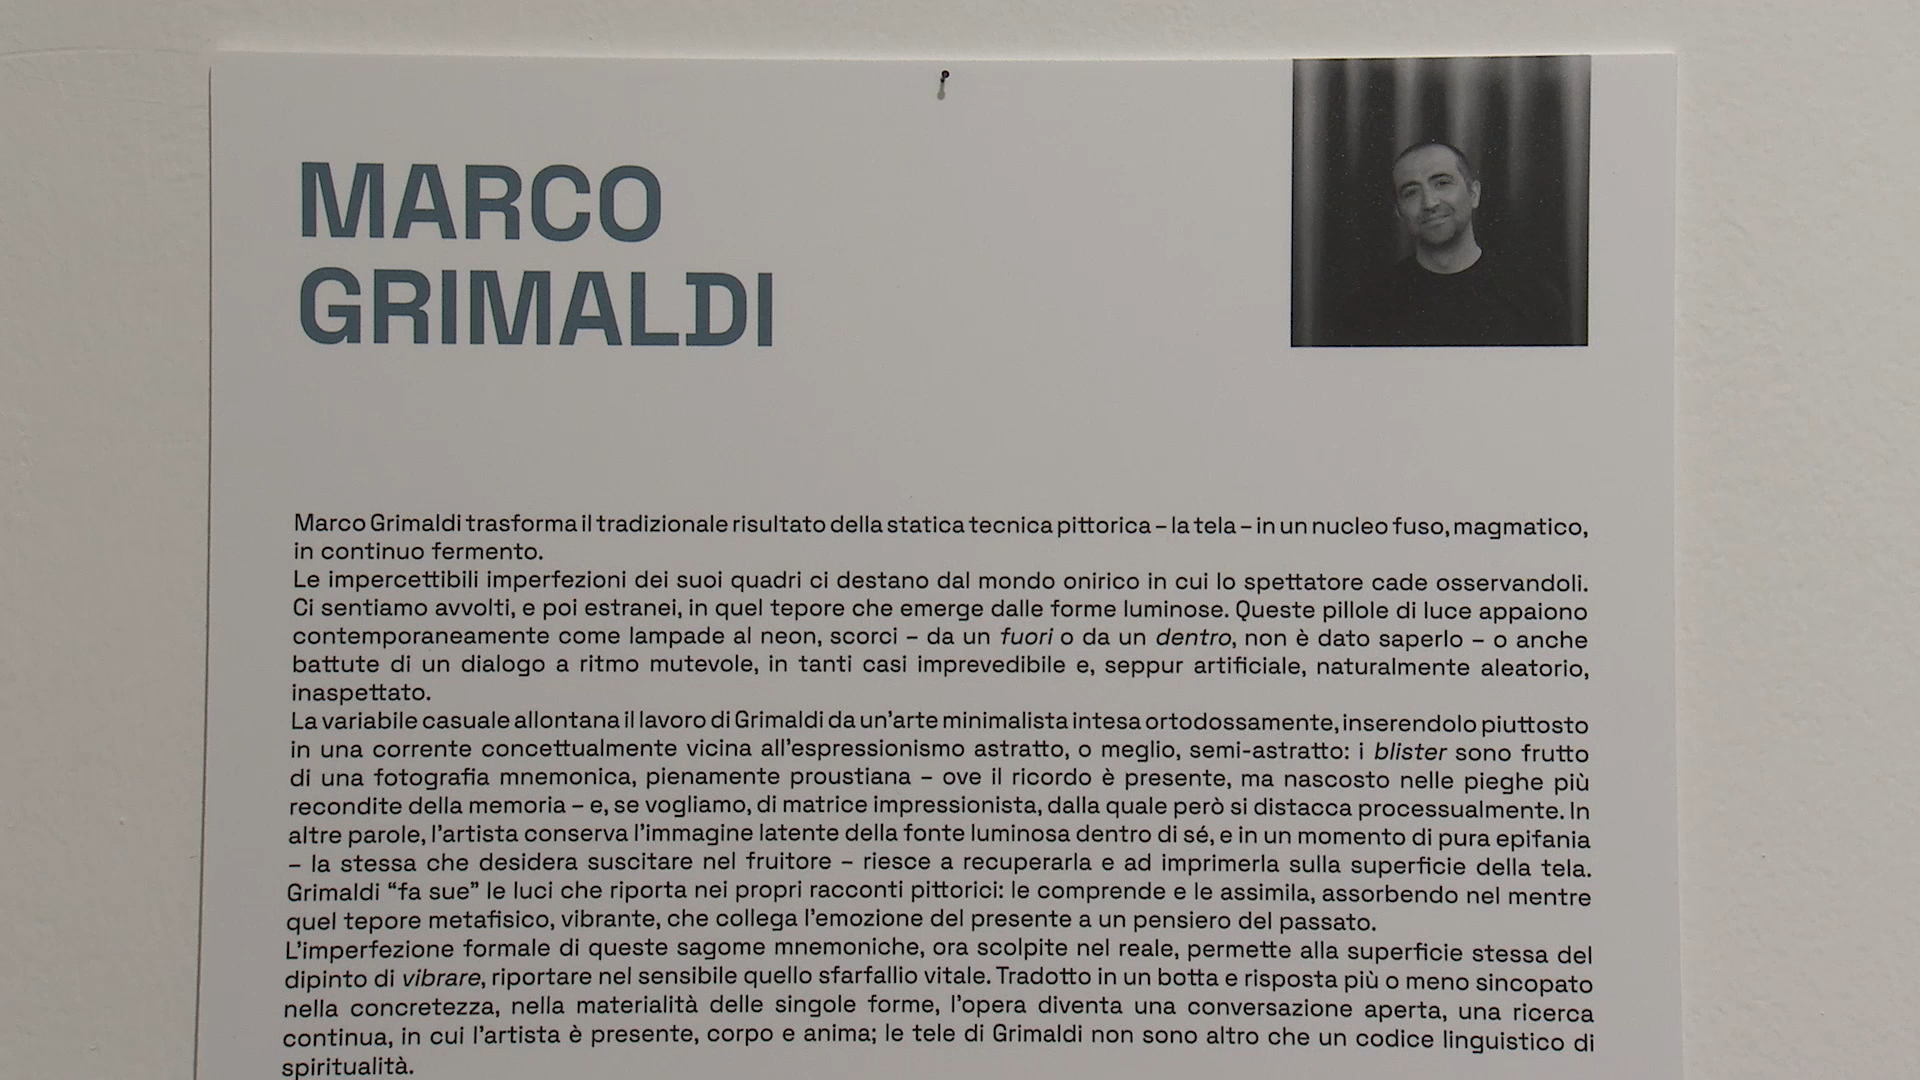 MARCO
GRIMALDI
Marco Grimaldi trasforma il tradizionale risultato della statica tecnica pittorica – la tela – in un nucleo fuso, magmatico,
in continuo fermento.
Le impercettibili imperfezioni dei suoi quadri ci destano dal mondo onirico in cui lo spettatore cade osservandoli.
Ci sentiamo avvolti, e poi estranei, in quel tepore che emerge dalle forme luminose. Queste pillole di luce appaiono
contemporaneamente come lampade al neon, scorci – da un fuori o da un dentro, non è dato saperlo – o anche
battute di un dialogo a ritmo mutevole, in tanti casi imprevedibile e, seppur artificiale, naturalmente aleatorio,
inaspettato.
La variabile casuale allontana il lavoro di Grimaldi da un'arte minimalista intesa ortodossamente, inserendolo piuttosto
in una corrente concettualmente vicina all'espressionismo astratto, o meglio, semi-astratto: i blister sono frutto
di una fotografia mnemonica, pienamente proustiana – ove il ricordo è presente, ma nascosto nelle pieghe più
recondite della memoria – e, se vogliamo, di matrice impressionista, dalla quale però si distacca processualmente. In
altre parole, l'artista conserva l'immagine latente della fonte luminosa dentro di sé, e in un momento di pura epifania
– la stessa che desidera suscitare nel fruitore – riesce a recuperarla e ad imprimerla sulla superficie della tela.
Grimaldi “fa sue” le luci che riporta nei propri racconti pittorici: le comprende e le assimila, assorbendo nel mentre
quel tepore metafisico, vibrante, che collega l'emozione del presente a un pensiero del passato.
L'imperfezione formale di queste sagome mnemoniche, ora scolpite nel reale, permette alla superficie stessa del
dipinto di vibrare, riportare nel sensibile quello sfarfallio vitale. Tradotto in un botta e risposta più o meno sincopato
nella concretezza, nella materialità delle singole forme, l'opera diventa una conversazione aperta, una ricerca
continua, in cui l'artista è presente, corpo e anima; le tele di Grimaldi non sono altro che un codice linguistico di
spiritualità.